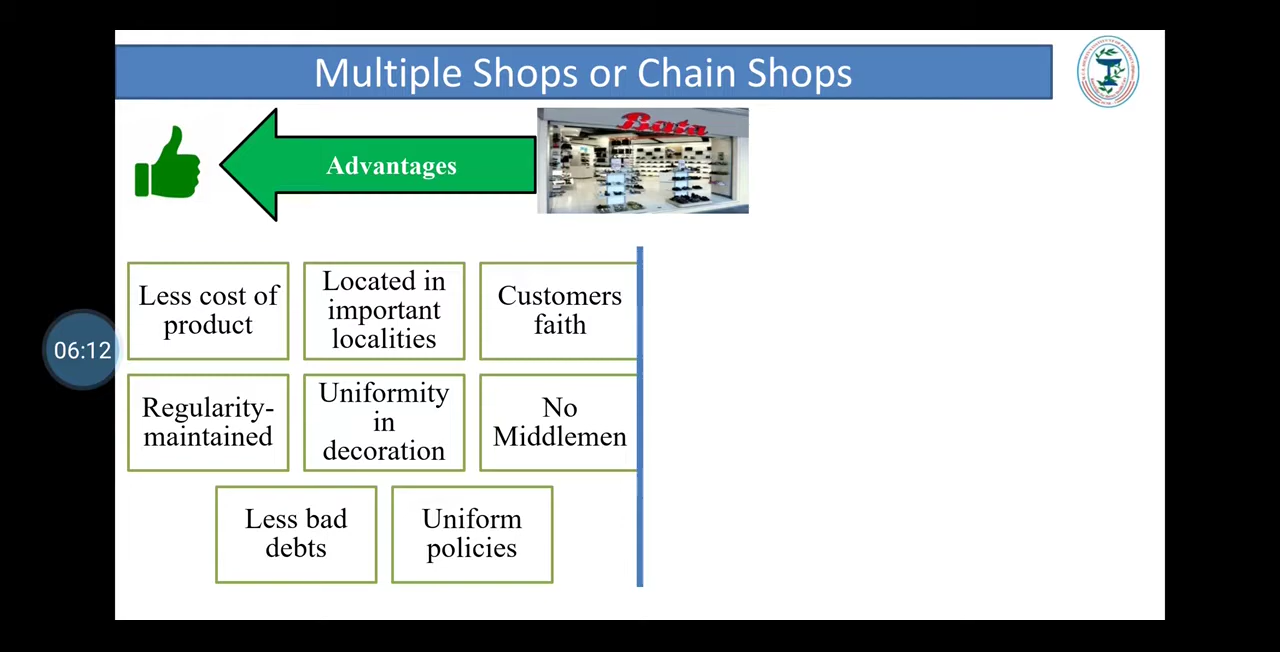 Multiple Shops or Chain Shops
Advantages
Bata
Less cost of
product
Located in
important
localities
Customers
faith
06:12
Regularity-
maintained
Uniformity
in
decoration
No
Middlemen
Less bad
debts
Uniform
policies